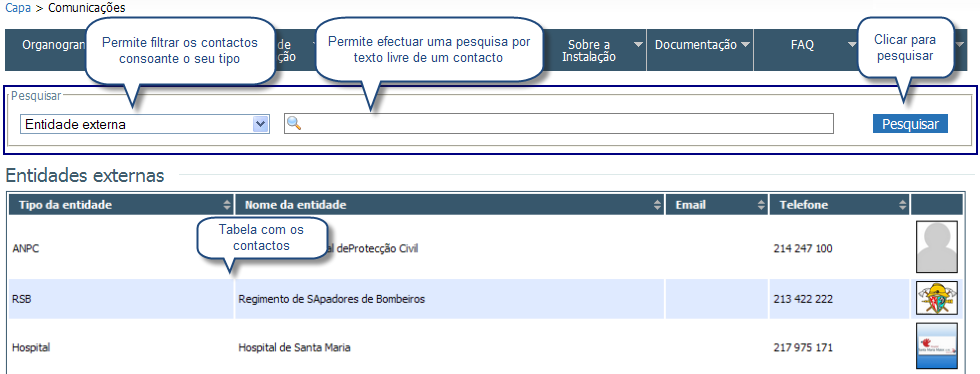 Capa > Comunicações
Organogran
Permite filtrar os contactos
consoante o seu tipo
de
ção
Permite efectuar uma pesquisa por
texto livre de um contacto
Sobre a
Instalação
Documentação
FAQ
Clicar para
pesquisar
Pesquisar
Entidade externa
Pesquisar
Entidades externas
Tipo da entidade Nome da entidade Email Telefone
Tabela com os
contactos
ANPC al deProtecção Civil 214 247 100
RSB Regimento de SApadores de Bombeiros 213 422 222
Hospital Hospital de Santa Maria 217 975 171